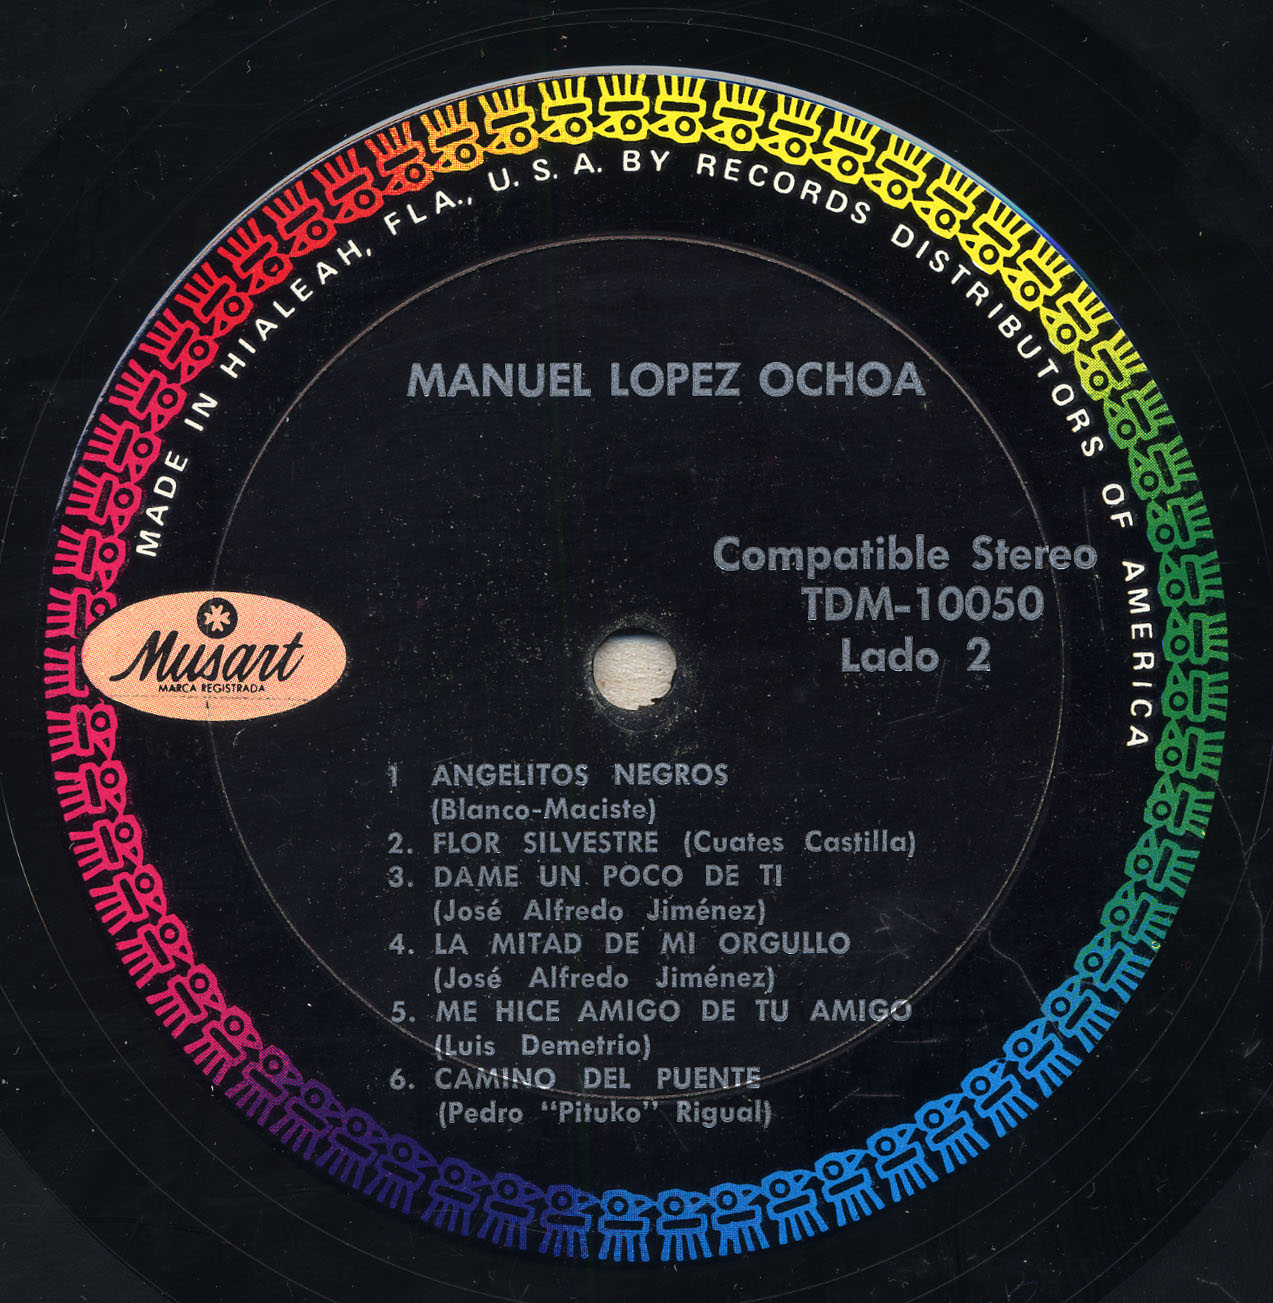 MADE IN HIALEAH, FLA., U.S.A. BY RECORDS DISTRIBUTORS OF AMERICA
MANUEL LOPEZ OCHOA
Compatible Stereo
TDM-10050
Lado 2
Musart
MARCA REGISTRADA
1 ANGELITOS NEGROS
(Blanco-Maciste)
2. FLOR SILVESTRE (Cuates Castilla)
3. DAME UN POCO DE TI
(José Alfredo Jiménez)
4. LA MITAD DE MI ORGULLO
(José Alfredo Jiménez)
5. ME HICE AMIGO DE TU AMIGO
(Luis Demetrio)
6. CAMINO DEL PUENTE
(Pedro "Pituko" Rigual)